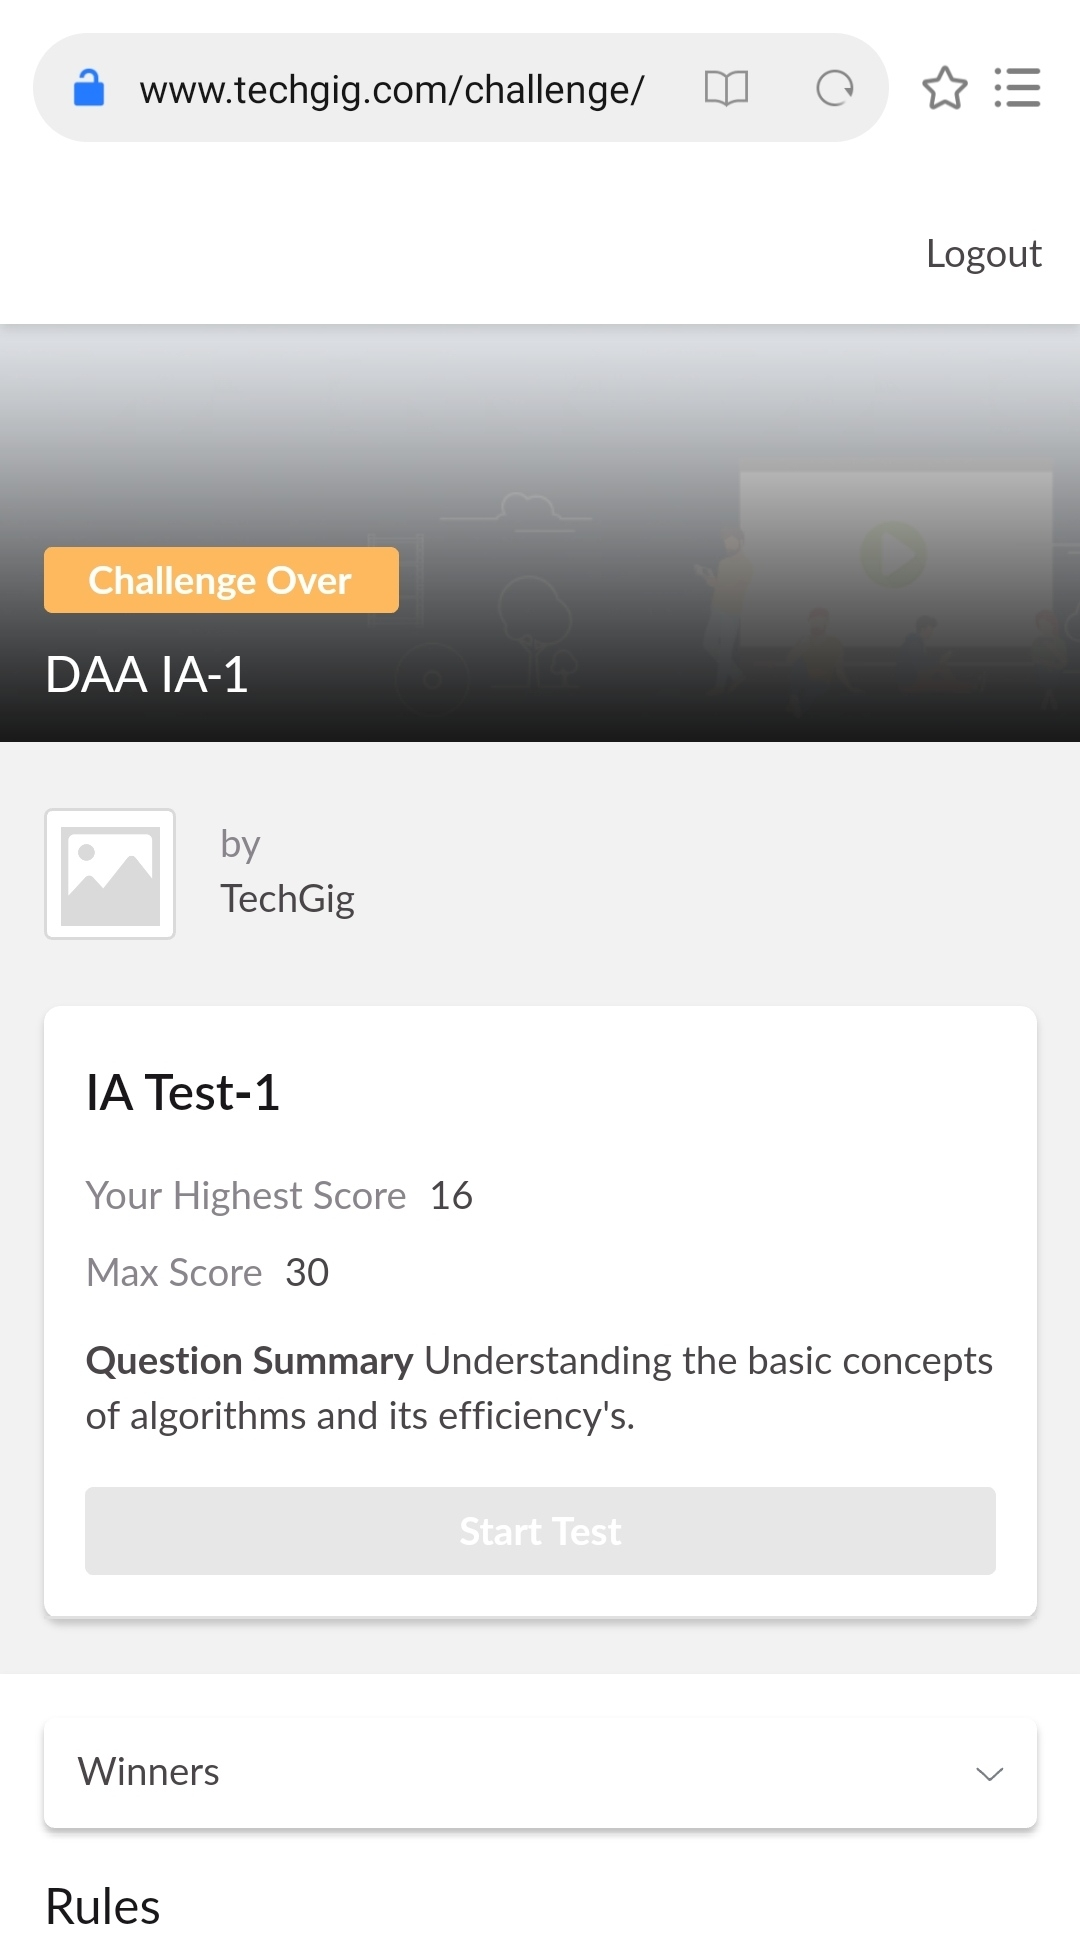 www.techgig.com/challenge/
Logout
Challenge Over
DAA IA-1
by
TechGig
IA Test-1
Your Highest Score 16
Max Score 30
Question Summary Understanding the basic concepts
of algorithms and its efficiency's.
Start Test
Winners
Rules